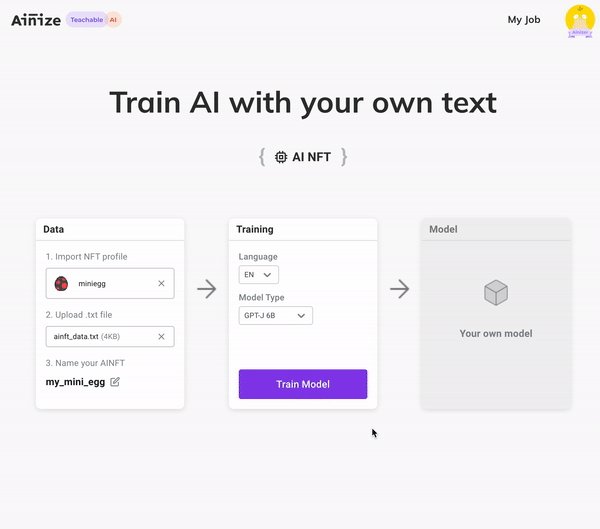 Ainize Teachable AI
My Job
Train AI with your own text
{ AI NFT }
Data
1. Import NFT profile
miniegg
2. Upload .txt file
ainft_data.txt (4KB)
3. Name your AINFT
my_mini_egg
Training
Language
EN
Model Type
GPT-J 6B
Train Model
Model
Your own model